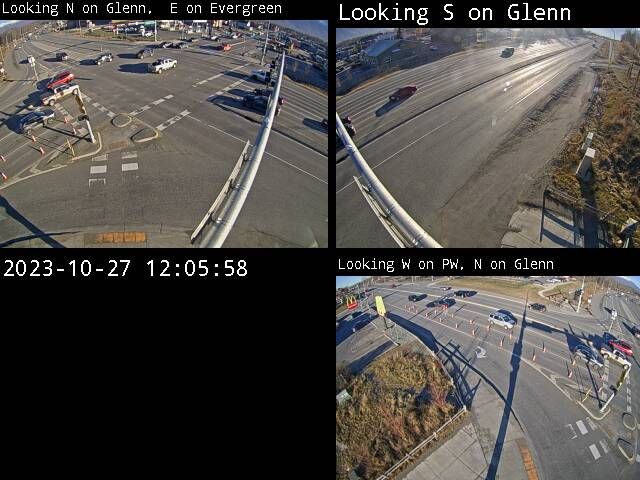 Looking N on Glenn,  E on Evergreen
Looking S on Glenn
2023-10-27 12:05:58
Looking W on PW, N on Glenn